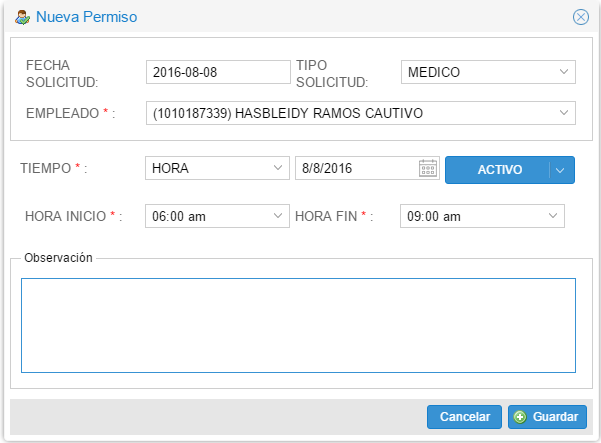 Nueva Permiso
FECHA SOLICITUD: 2016-08-08 TIPO SOLICITUD: MEDICO
EMPLEADO * : (1010187339) HASBLEIDY RAMOS CAUTIVO
TIEMPO * : HORA 8/8/2016 ACTIVO
HORA INICIO * : 06:00 am HORA FIN * : 09:00 am
Observación
Cancelar Guardar